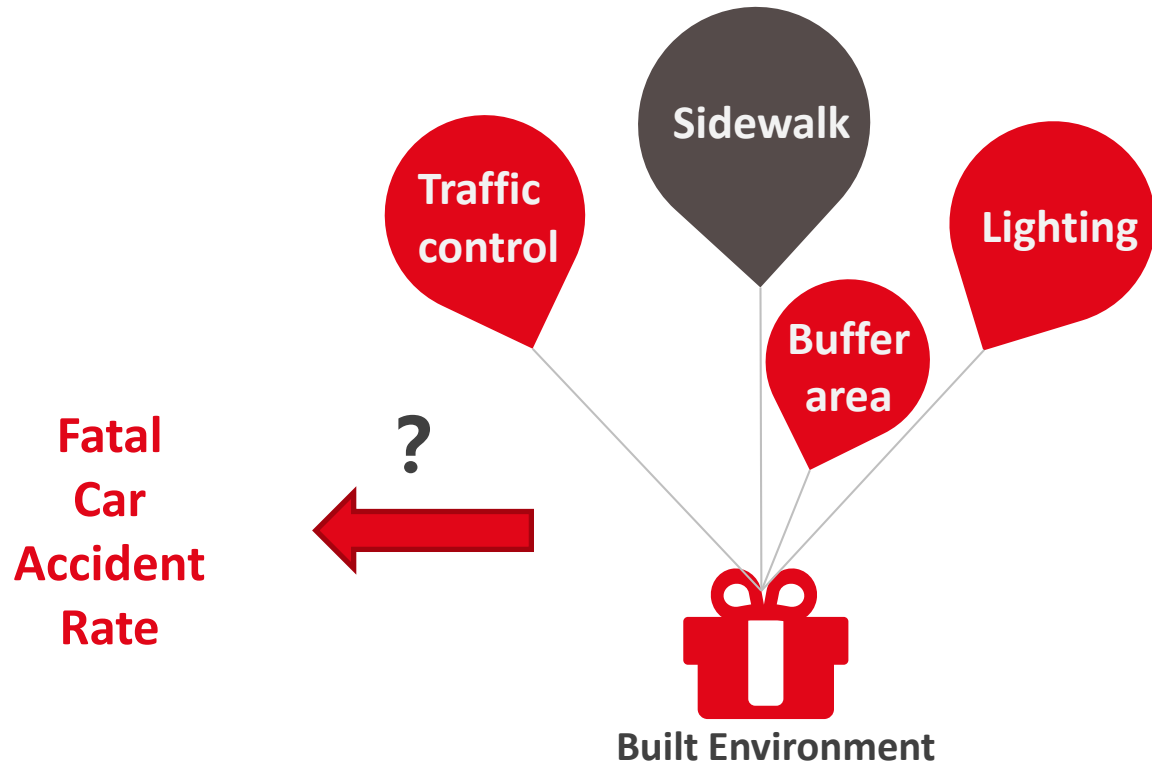 Sidewalk
Traffic
control
Lighting
Buffer
area
?
Fatal
Car
Accident
Rate
Built Environment